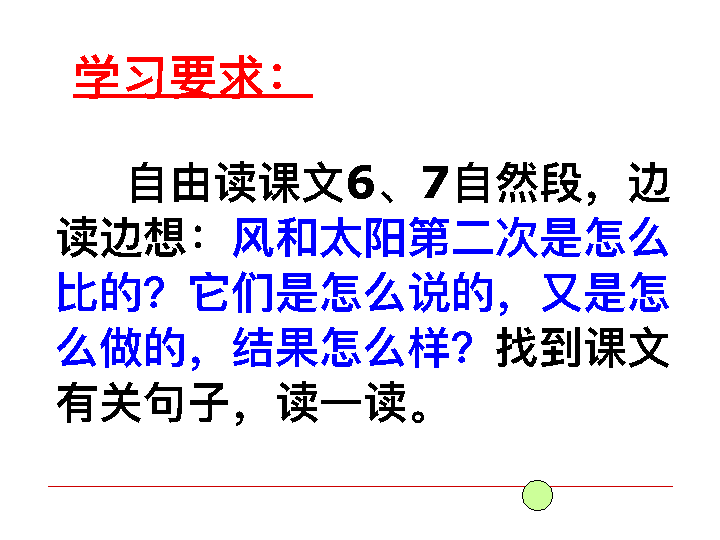 学习要求：
自由读课文6、7自然段，边
读边想：风和太阳第二次是怎么
比的？它们是怎么说的，又是怎
么做的，结果怎么样？找到课文
有关句子，读一读。